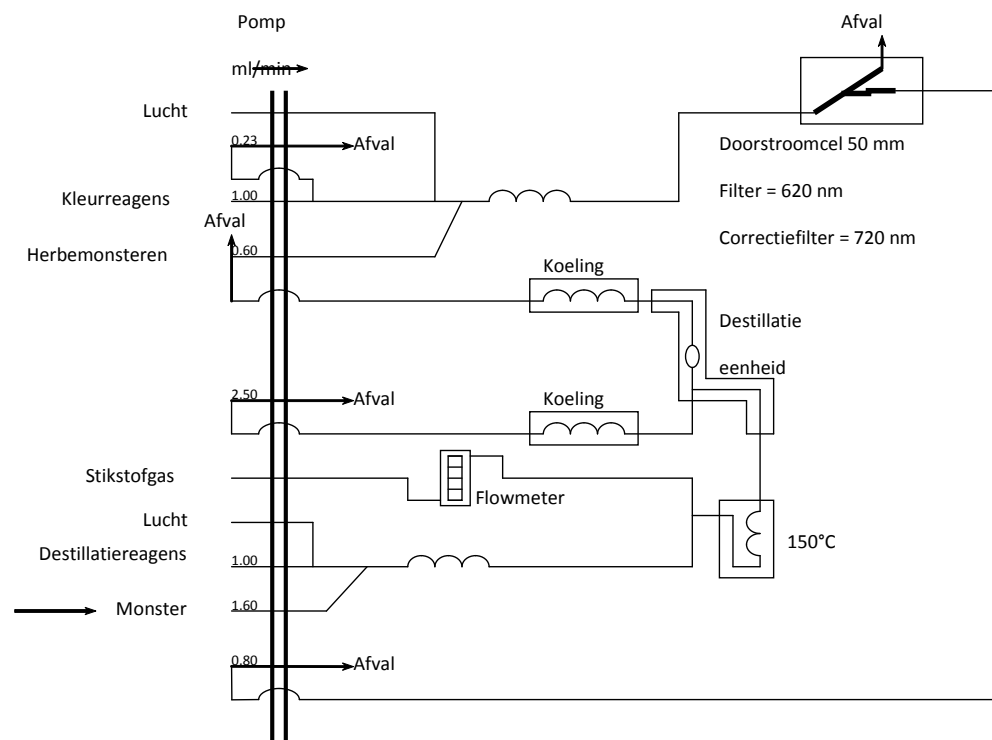 Pomp
Afval
ml/min
Lucht
0.23
Afval
Doorstroomcel 50 mm
Kleurreagens
1.00
Filter = 620 nm
Afval
Herbemonsteren
0.60
Correctiefilter = 720 nm
Koeling
Destillatie
eenheid
2.50
Afval
Koeling
Stikstofgas
Flowmeter
Lucht
150°C
Destillatiereagens
1.00
Monster
1.60
0.80
Afval